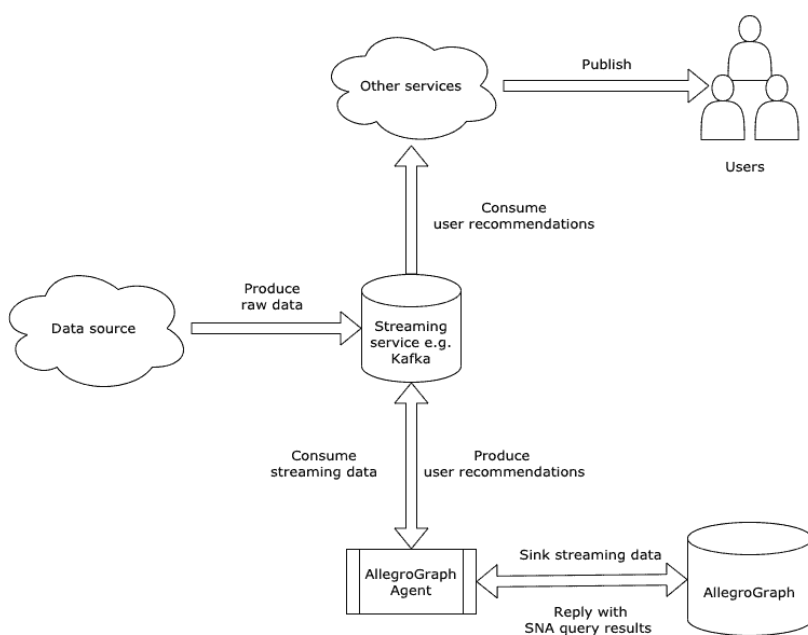 Publish
Other services
Users
Consume
user recommendations
Produce
raw data
Data source
Streaming
service e.g.
Kafka
Consume
streaming data
Produce
user recommendations
AllegroGraph
Agent
Sink streaming data
AllegroGraph
Reply with
SNA query results